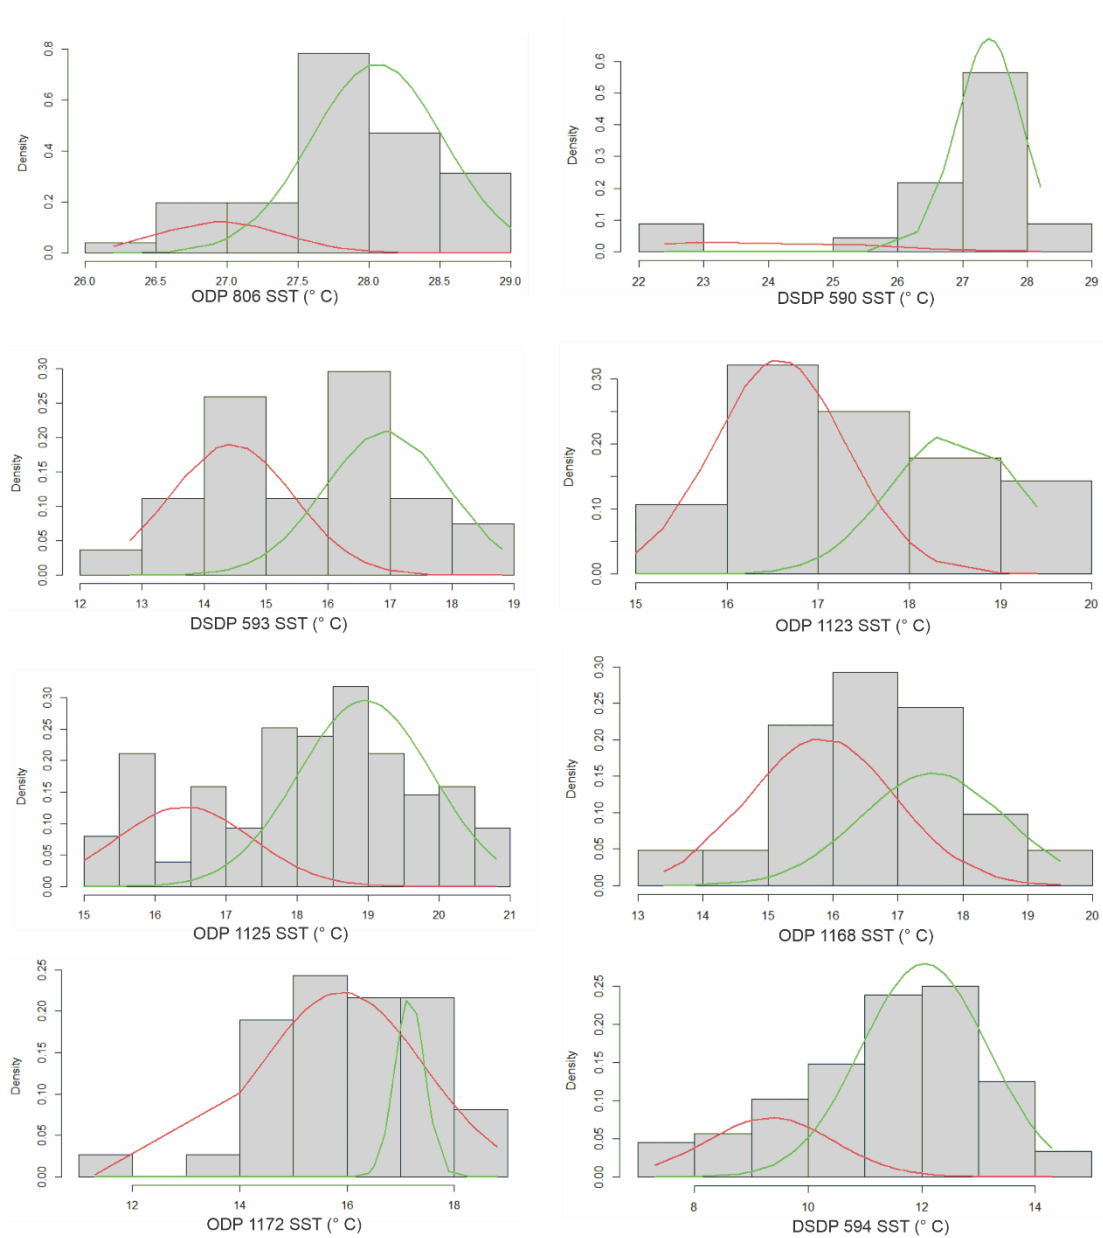 0.8
0.6
0.4
0.2
0.0
Density
26.0 26.5 27.0 27.5 28.0 28.5 29.0
ODP 806 SST (° C)
0.6
0.5
0.4
0.3
0.2
0.1
0.0
Density
22 23 24 25 26 27 28 29
DSDP 590 SST (° C)
0.30
0.25
0.20
0.15
0.10
0.05
0.00
Density
12 13 14 15 16 17 18 19
DSDP 593 SST (° C)
0.30
0.20
0.10
0.00
Density
15 16 17 18 19 20
ODP 1123 SST (° C)
0.30
0.25
0.20
0.15
0.10
0.05
0.00
Density
15 16 17 18 19 20 21
ODP 1125 SST (° C)
0.30
0.25
0.20
0.15
0.10
0.05
0.00
Density
13 14 15 16 17 18 19 20
ODP 1168 SST (° C)
0.25
0.20
0.15
0.10
0.05
0.00
Density
12 14 16 18
ODP 1172 SST (° C)
0.25
0.20
0.15
0.10
0.05
0.00
Density
8 10 12 14
DSDP 594 SST (° C)